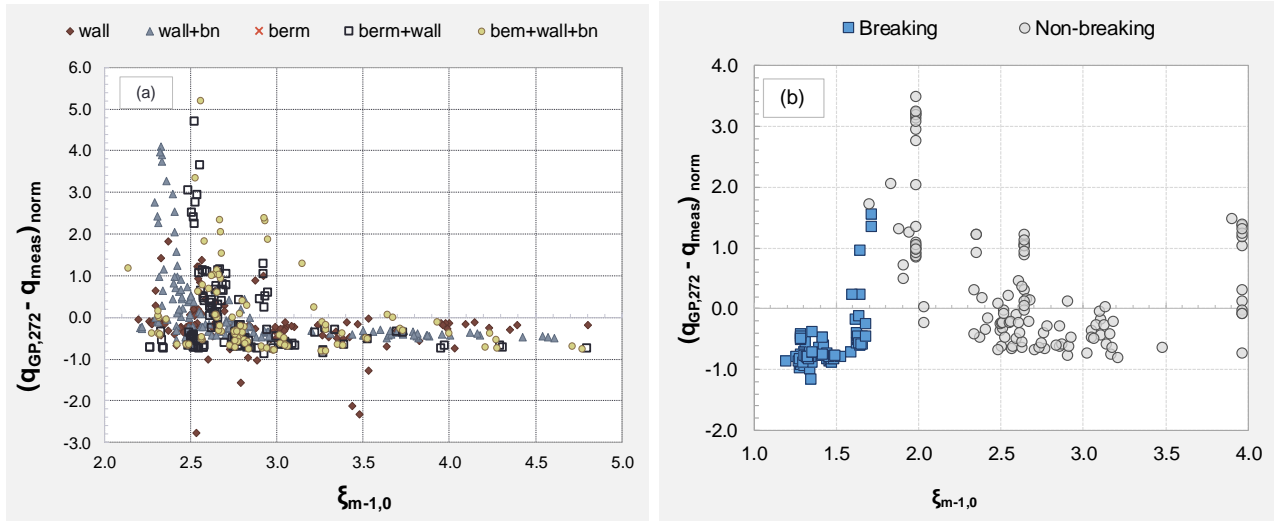 wall wall+bn berm berm+wall bem+wall+bn
(a)
6.0
5.0
4.0
3.0
2.0
1.0
0.0
-1.0
-2.0
-3.0
2.0 2.5 3.0 3.5 4.0 4.5 5.0
(qGP,272 - qmeas) norm
ξm-1,0
Breaking Non-breaking
(b)
4.0
3.0
2.0
1.0
0.0
-1.0
-2.0
1.0 1.5 2.0 2.5 3.0 3.5 4.0
(qGP,272 - qmeas) norm
ξm-1,0